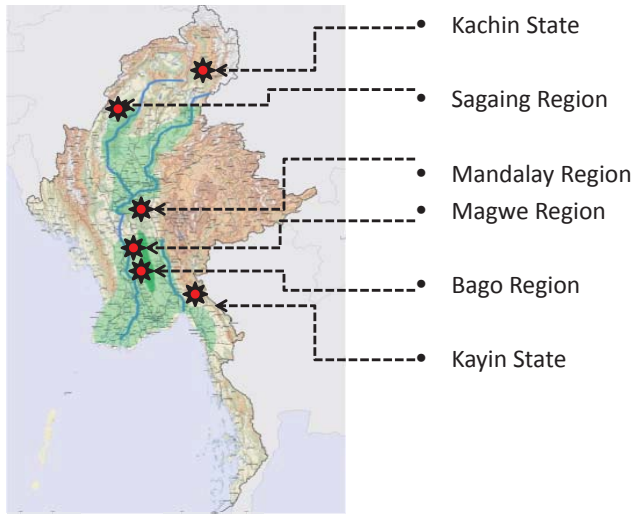 • Kachin State
• Sagaing Region
• Mandalay Region
• Magwe Region
• Bago Region
• Kayin State